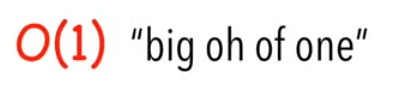 O(1) “big oh of one”